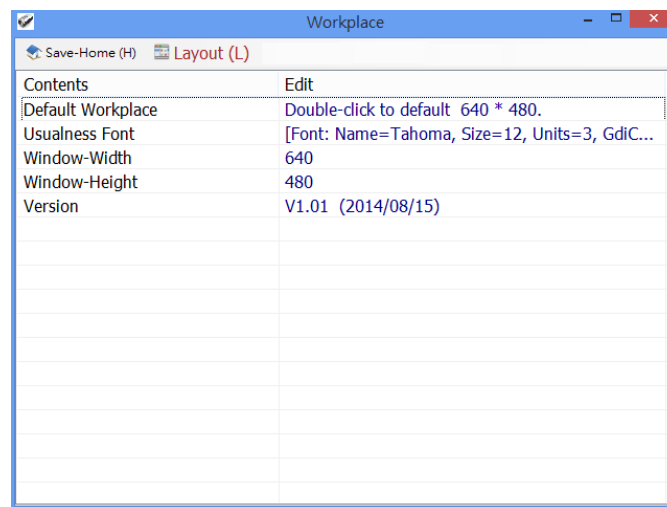 Workplace
Save-Home (H) Layout (L)
Contents Edit
Default Workplace Double-click to default 640 * 480.
Usualness Font [Font: Name=Tahoma, Size=12, Units=3, GdiC...
Window-Width 640
Window-Height 480
Version V1.01 (2014/08/15)